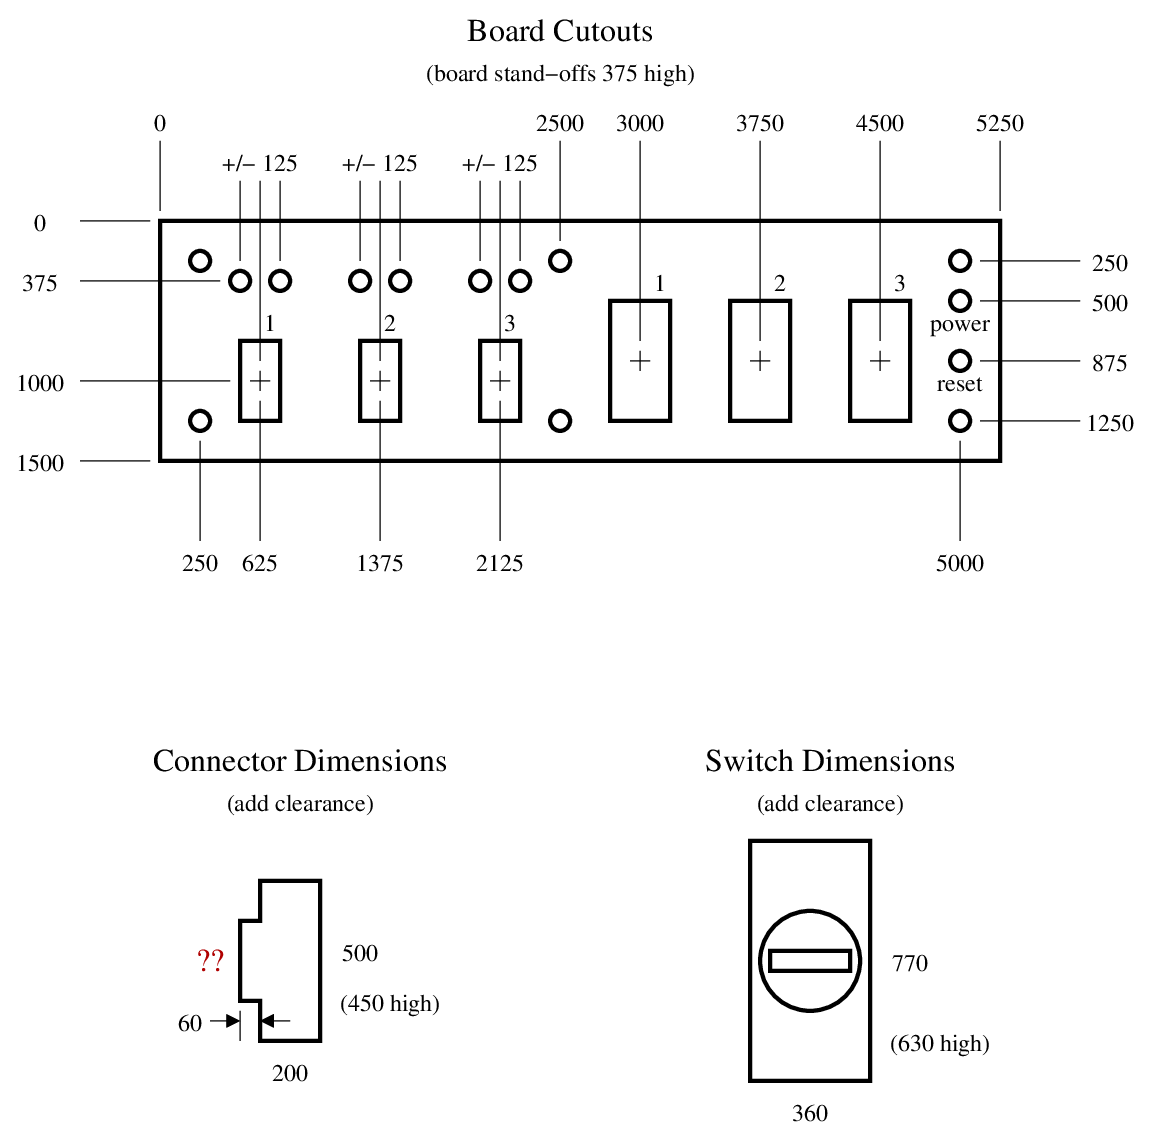 Board Cutouts
(board stand−offs 375 high)
0 2500 3000 3750 4500 5250
+/− 125 +/− 125 +/− 125
0
375
1000
1500
250
500
875
1250
1 2 3
1 2 3
power
reset
250 625 1375 2125 5000
Connector Dimensions
(add clearance)
??
500
(450 high)
60
200
Switch Dimensions
(add clearance)
770
(630 high)
360